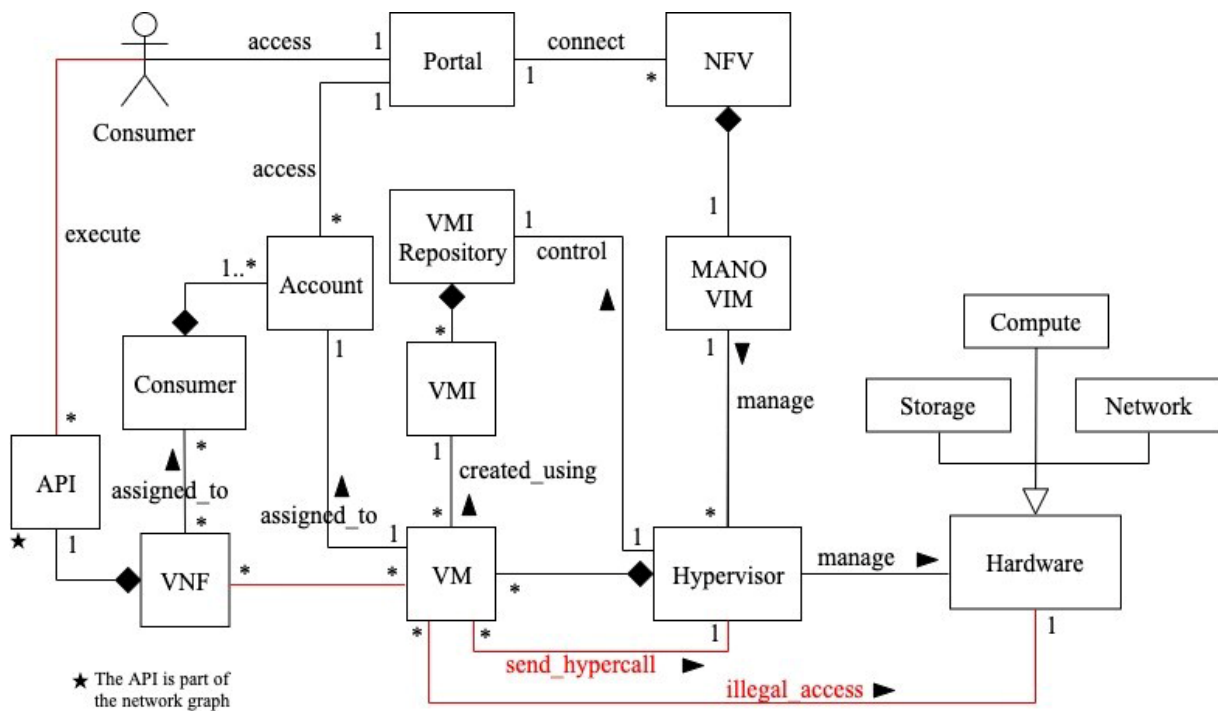 access
1
Portal
connect
1
*
NFV
1
Consumer
access
execute
*
1..*
Account
VMI
Repository
1
control
1
MANO
VIM
1
manage
Compute
Storage
Network
Consumer
1
*
VMI
1
created_using
*
API
★
1
*
assigned_to
*
VNF
*
assigned_to
1
*
*
VM
*
1
*
Hypervisor
manage
Hardware
*
*
1
1
send_hypercall
illegal_access
★ The API is part of
the network graph